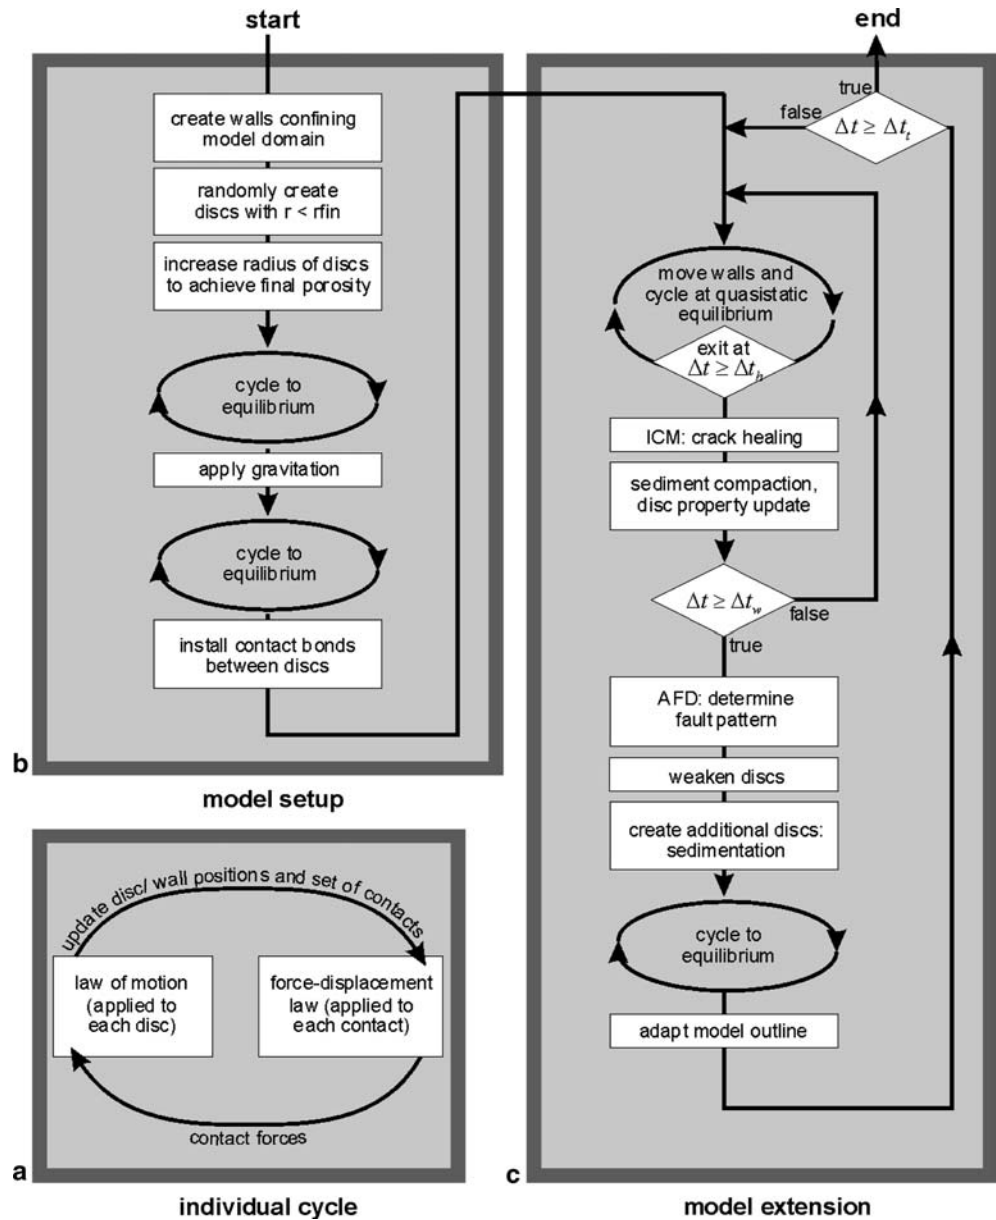 start
create walls confining
model domain
randomly create
discs with r < rfin
increase radius of discs
to achieve final porosity
cycle to
equilibrium
apply gravitation
cycle to
equilibrium
install contact bonds
between discs
b
model setup
update disc/ wall positions and set of contacts
law of motion
(applied to
each disc)
force-displacement
law (applied to
each contact)
contact forces
a
individual cycle
end
true
false
Δt ≥ Δt_t
move walls and
cycle at quasistatic
equilibrium
exit at
Δt ≥ Δt_h
ICM: crack healing
sediment compaction,
disc property update
Δt ≥ Δt_w
false
true
AFD: determine
fault pattern
weaken discs
create additional discs:
sedimentation
cycle to
equilibrium
adapt model outline
c
model extension